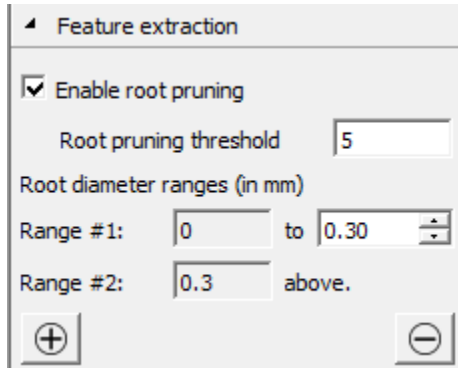 Feature extraction
Enable root pruning
Root pruning threshold 5
Root diameter ranges (in mm)
Range #1: 0 to 0.30
Range #2: 0.3 above.